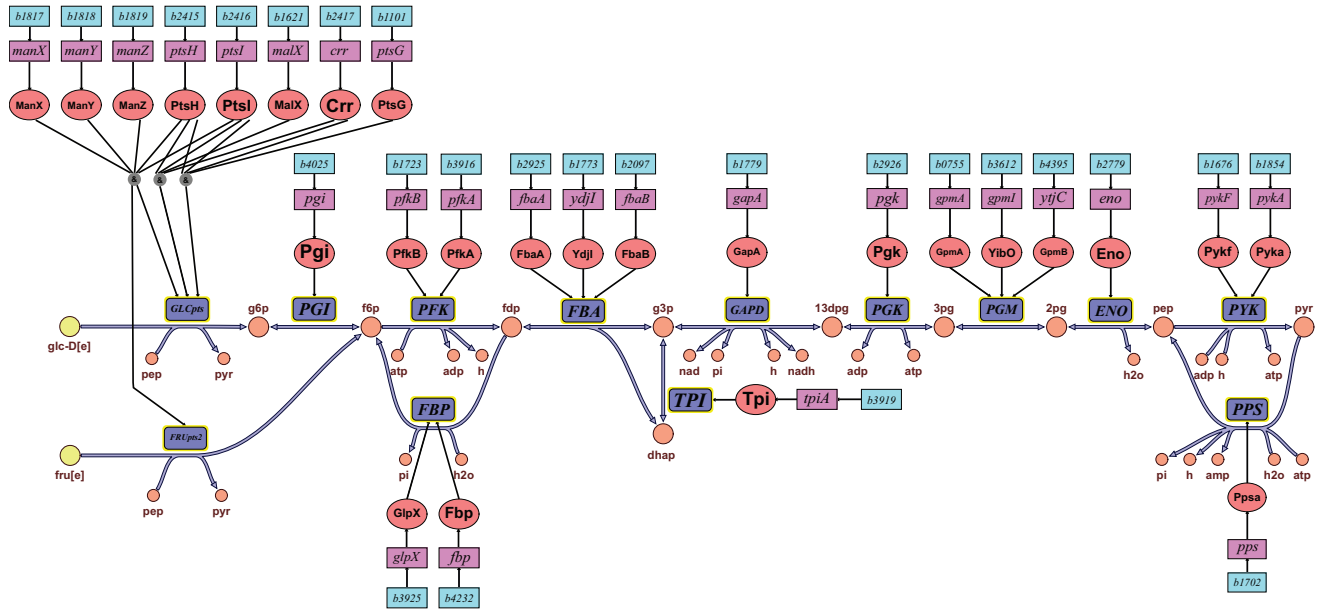 b1817 b1818 b1819 b2415 b2416 b1621 b2417 b1101
manX manY manZ ptsH ptsI malX crr ptsG
ManX ManY ManZ PtsH PtsI MalX Crr PtsG
& & &
b4025 b1723 b3916 b2925 b1773 b2097 b1779 b2926 b0755 b3612 b4395 b2779 b1676 b1854
pgi pfkB pfkA fbaA ydjI fbaB gapA pgk gpmA gpmI ytjC eno pykF pykA
Pgi PfkB PfkA FbaA YdjI FbaB GapA Pgk GpmA YibO GpmB Eno Pykf Pyka
GLCpts PGI PFK FBA GAPD PGK PGM ENO PYK
g6p f6p fdp g3p 13dpg 3pg 2pg pep pyr
glc-D[e]
pep pyr atp adp h nad pi h nadh adp atp h2o adp h atp
FBP TPI Tpi tpiA b3919 PPS
FRUpts2
dhap
fru[e]
pi h2o pi h amp h2o atp
pep pyr
GlpX Fbp Ppsa
glpX fbp pps
b3925 b4232 b1702